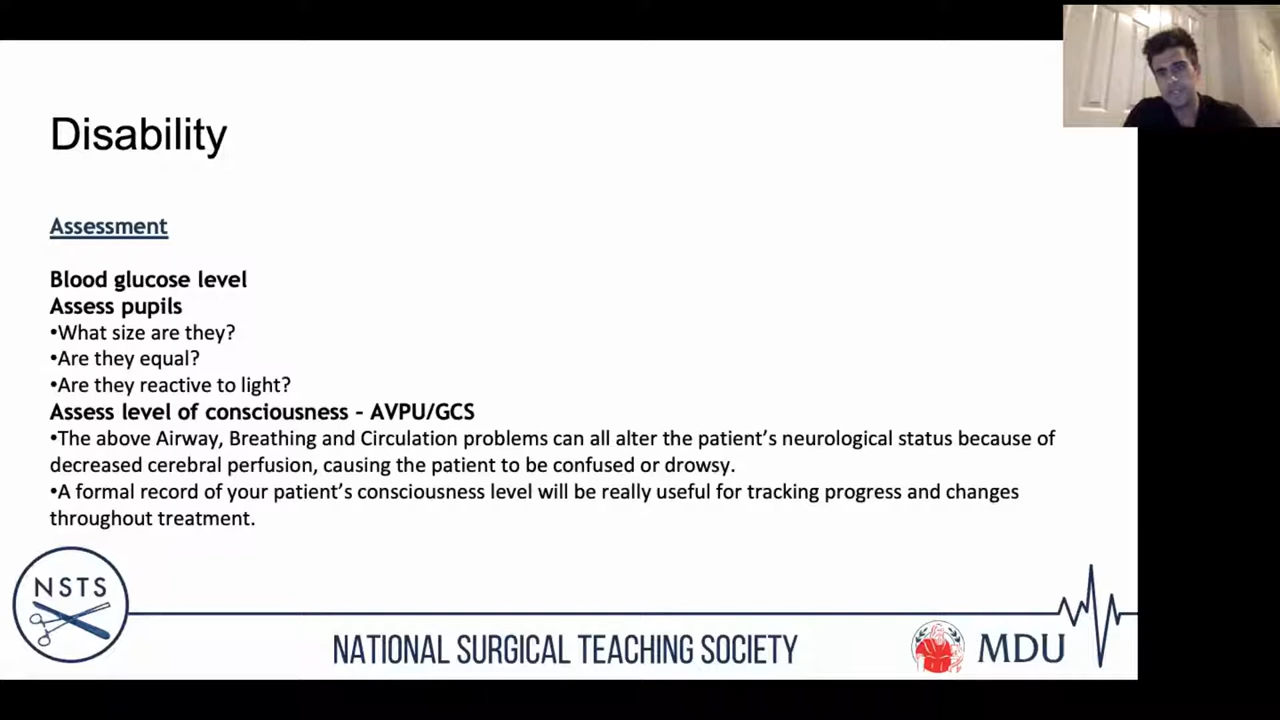 Disability
Assessment
Blood glucose level
Assess pupils
•What size are they?
•Are they equal?
•Are they reactive to light?
Assess level of consciousness - AVPU/GCS
•The above Airway, Breathing and Circulation problems can all alter the patient’s neurological status because of
decreased cerebral perfusion, causing the patient to be confused or drowsy.
•A formal record of your patient’s consciousness level will be really useful for tracking progress and changes
throughout treatment.
NSTS
NATIONAL SURGICAL TEACHING SOCIETY
MDU